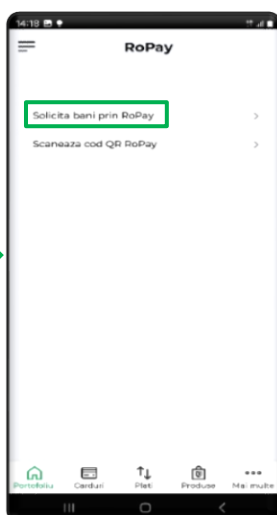 14:18
RoPay
Solicita bani prin RoPay
Scaneaza cod QR RoPay
Portofoliu Carduri Plati Produse Mai multe